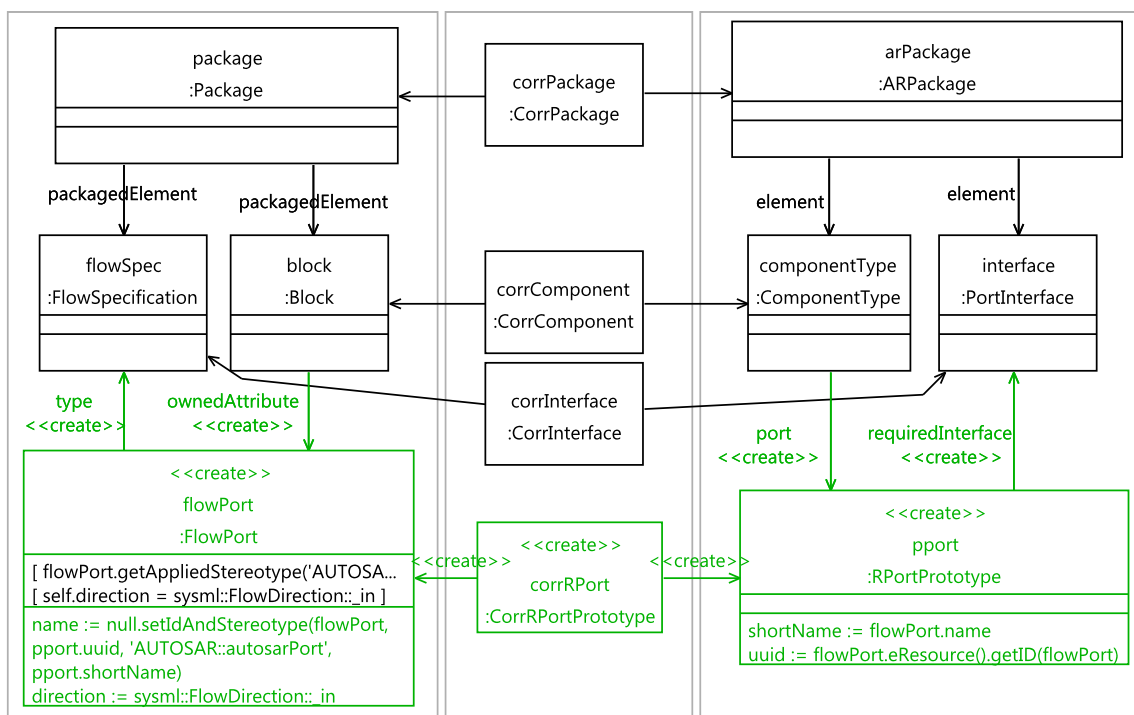 package
:Package
corrPackage
:CorrPackage
arPackage
:ARPackage
packagedElement
packagedElement
element
element
flowSpec
:FlowSpecification
block
:Block
corrComponent
:CorrComponent
componentType
:ComponentType
interface
:PortInterface
corrInterface
:CorrInterface
type
<<create>>
ownedAttribute
<<create>>
port
<<create>>
requiredInterface
<<create>>
<<create>>
flowPort
:FlowPort
[ flowPort.getAppliedStereotype('AUTOSA...
[ self.direction = sysml::FlowDirection::_in ]
name := null.setIdAndStereotype(flowPort,
pport.uuid, 'AUTOSAR::autosarPort',
pport.shortName)
direction := sysml::FlowDirection::_in
<<create>>
<<create>>
corrRPort
:CorrRPortPrototype
<<create>>
<<create>>
pport
:RPortPrototype
shortName := flowPort.name
uuid := flowPort.eResource().getID(flowPort)